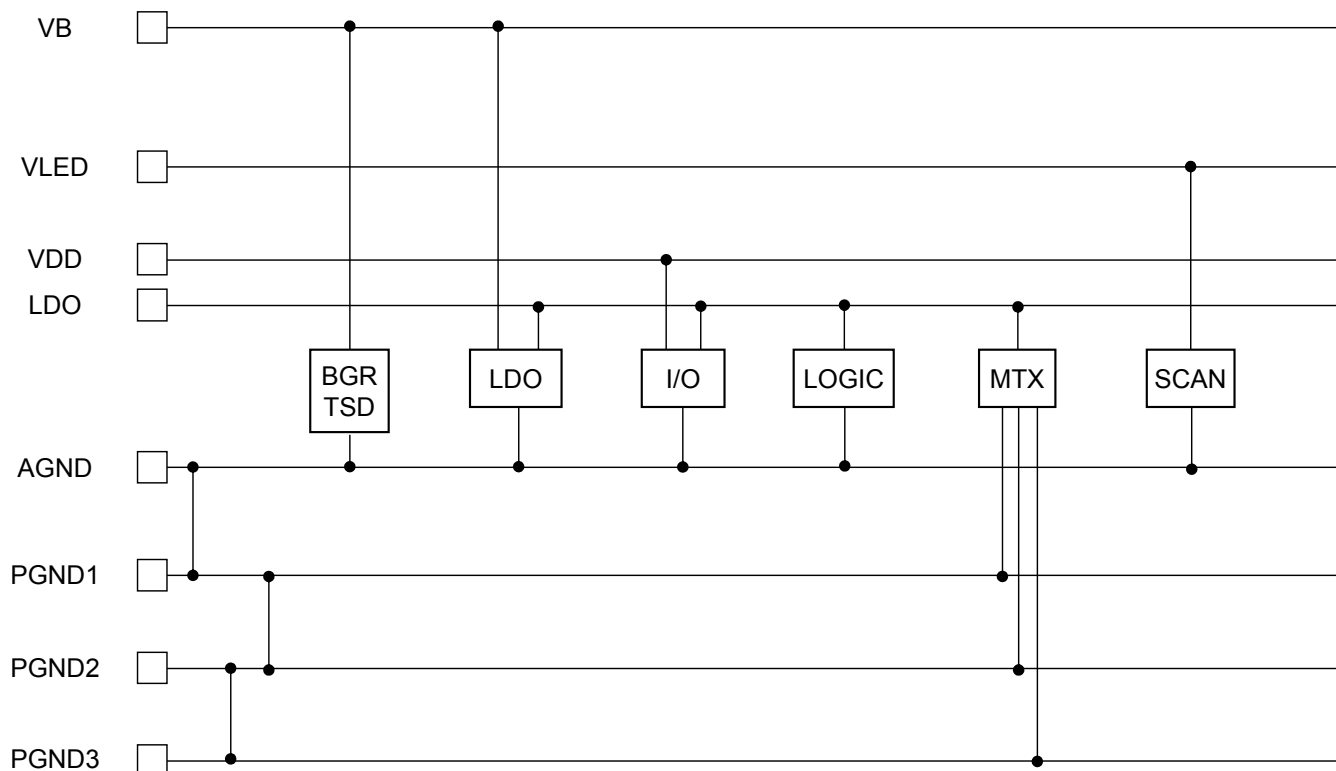 VB
VLED
VDD
LDO
BGR
TSD
LDO
I/O
LOGIC
MTX
SCAN
AGND
PGND1
PGND2
PGND3